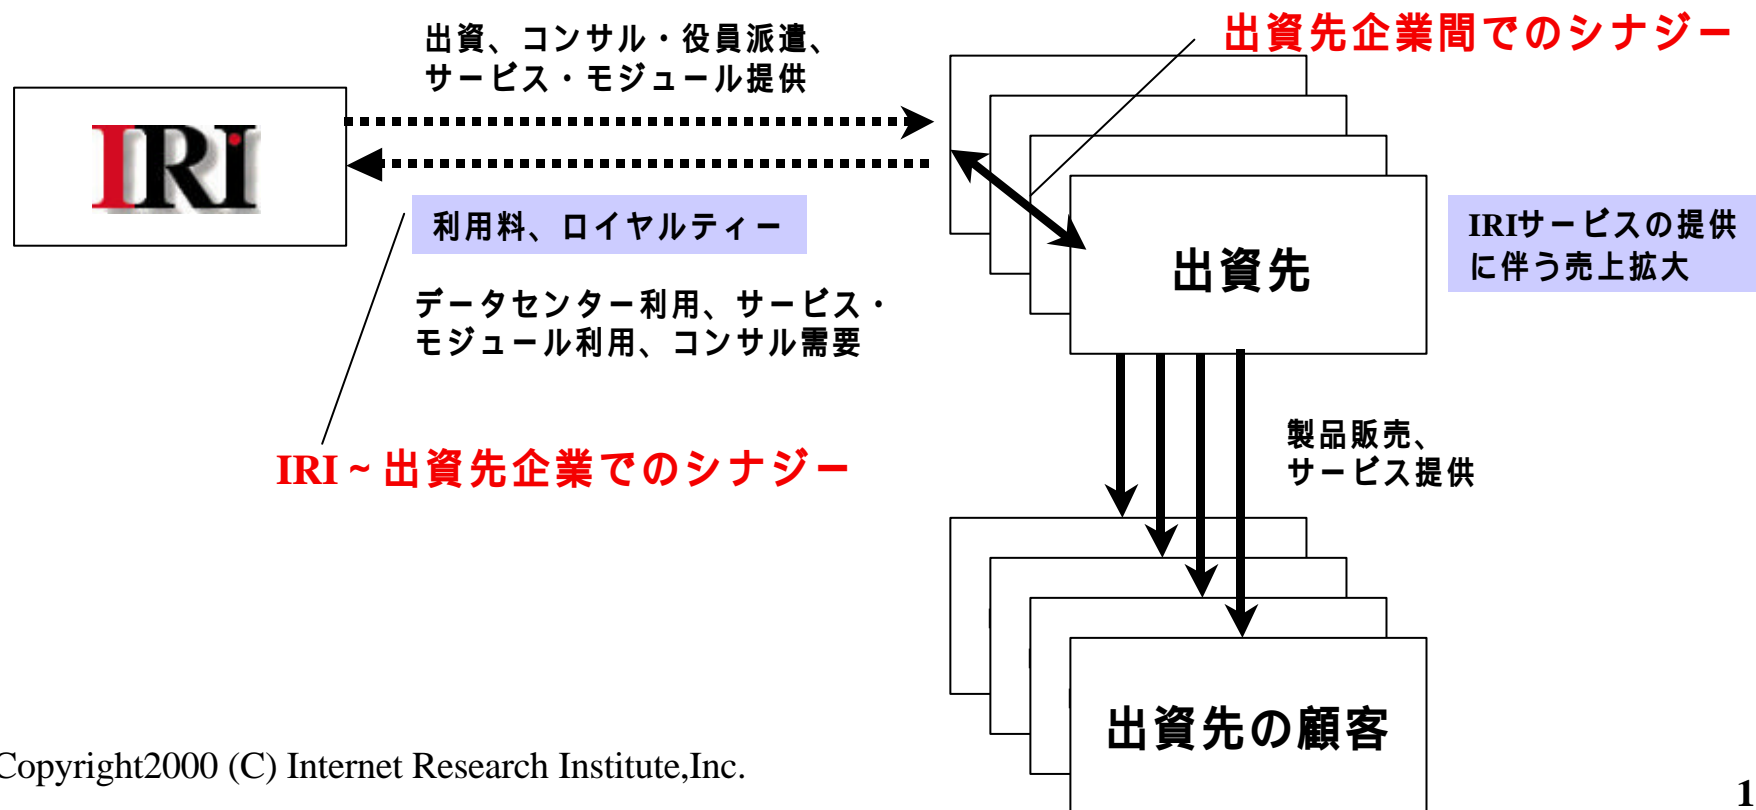 出資先企業間でのシナジー
出資、コンサル・役員派遣、
サービス・モジュール提供
IRI
利用料、ロイヤルティー
IRIサービスの提供
に伴う売上拡大
出資先
データセンター利用、サービス・
モジュール利用、コンサル需要
製品販売、
サービス提供
IRI～出資先企業でのシナジー
出資先の顧客
Copyright2000 (C) Internet Research Institute,Inc.
1